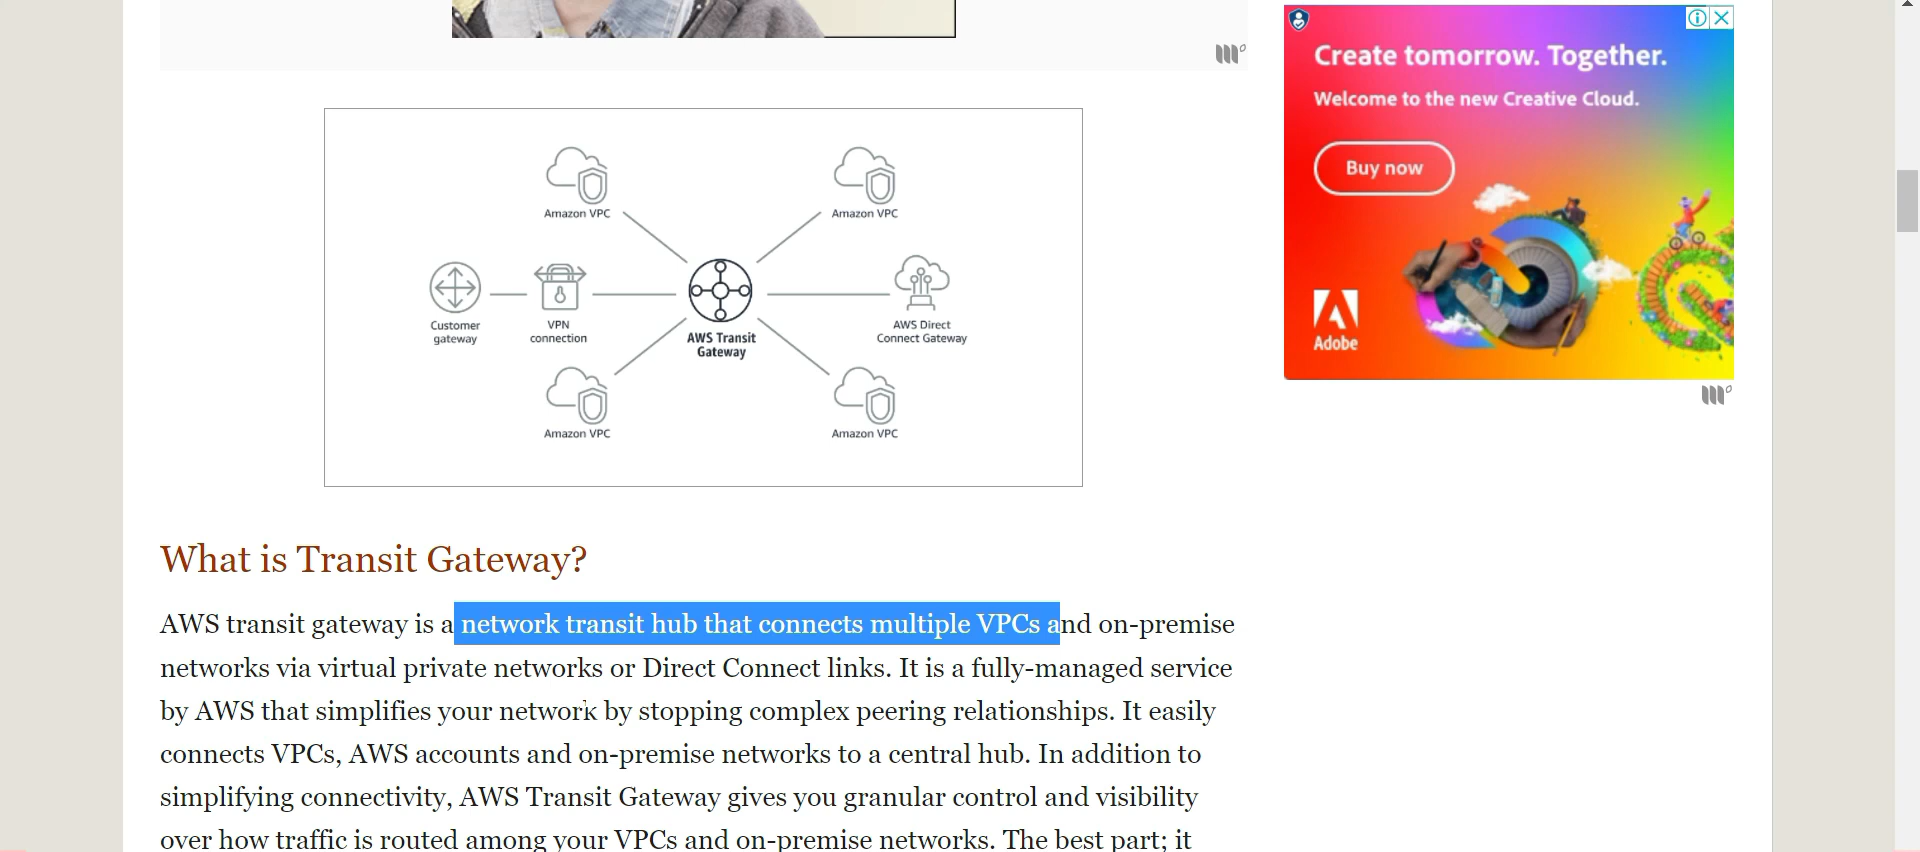 Create tomorrow. Together.
Welcome to the new Creative Cloud.
Buy now
Adobe
Amazon VPC
Amazon VPC
Customer
gateway
VPN
connection
AWS Transit
Gateway
AWS Direct
Connect Gateway
Amazon VPC
Amazon VPC
What is Transit Gateway?
AWS transit gateway is a network transit hub that connects multiple VPCs and on-premise
networks via virtual private networks or Direct Connect links. It is a fully-managed service
by AWS that simplifies your network by stopping complex peering relationships. It easily
connects VPCs, AWS accounts and on-premise networks to a central hub. In addition to
simplifying connectivity, AWS Transit Gateway gives you granular control and visibility
over how traffic is routed among your VPCs and on-premise networks. The best part; it